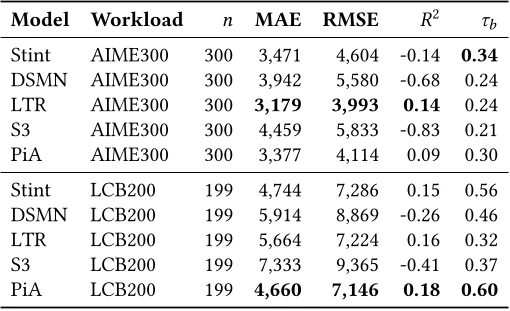 Model Workload n MAE RMSE R² τb
Stint AIME300 300 3,471 4,604 -0.14 0.34
DSMN AIME300 300 3,942 5,580 -0.68 0.24
LTR AIME300 300 3,179 3,993 0.14 0.24
S3 AIME300 300 4,459 5,833 -0.83 0.21
PiA AIME300 300 3,377 4,114 0.09 0.30
Stint LCB200 199 4,744 7,286 0.15 0.56
DSMN LCB200 199 5,914 8,869 -0.26 0.46
LTR LCB200 199 5,664 7,224 0.16 0.32
S3 LCB200 199 7,333 9,365 -0.41 0.37
PiA LCB200 199 4,660 7,146 0.18 0.60